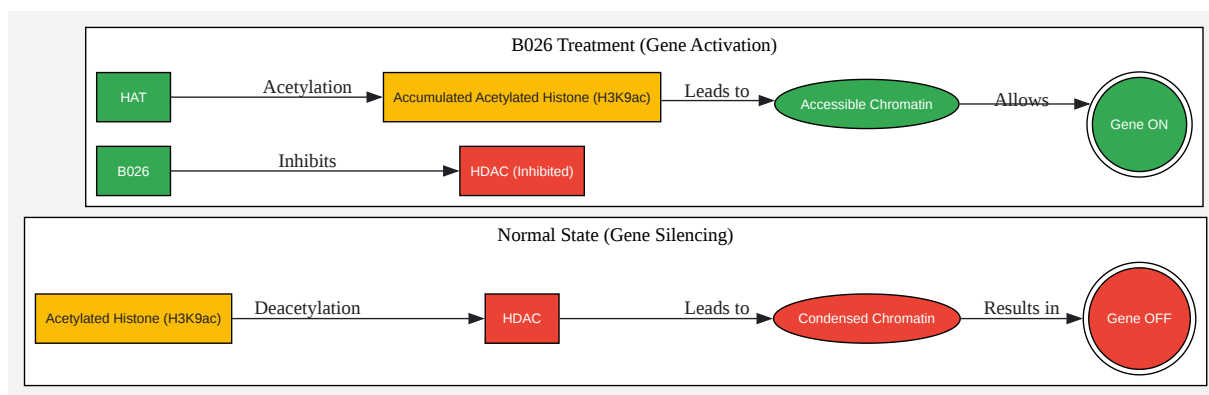 B026 Treatment (Gene Activation)
HAT
Acetylation
Accumulated Acetylated Histone (H3K9ac)
Leads to
Accessible Chromatin
Allows
Gene ON
B026
Inhibits
HDAC (Inhibited)
Normal State (Gene Silencing)
Acetylated Histone (H3K9ac)
Deacetylation
HDAC
Leads to
Condensed Chromatin
Results in
Gene OFF